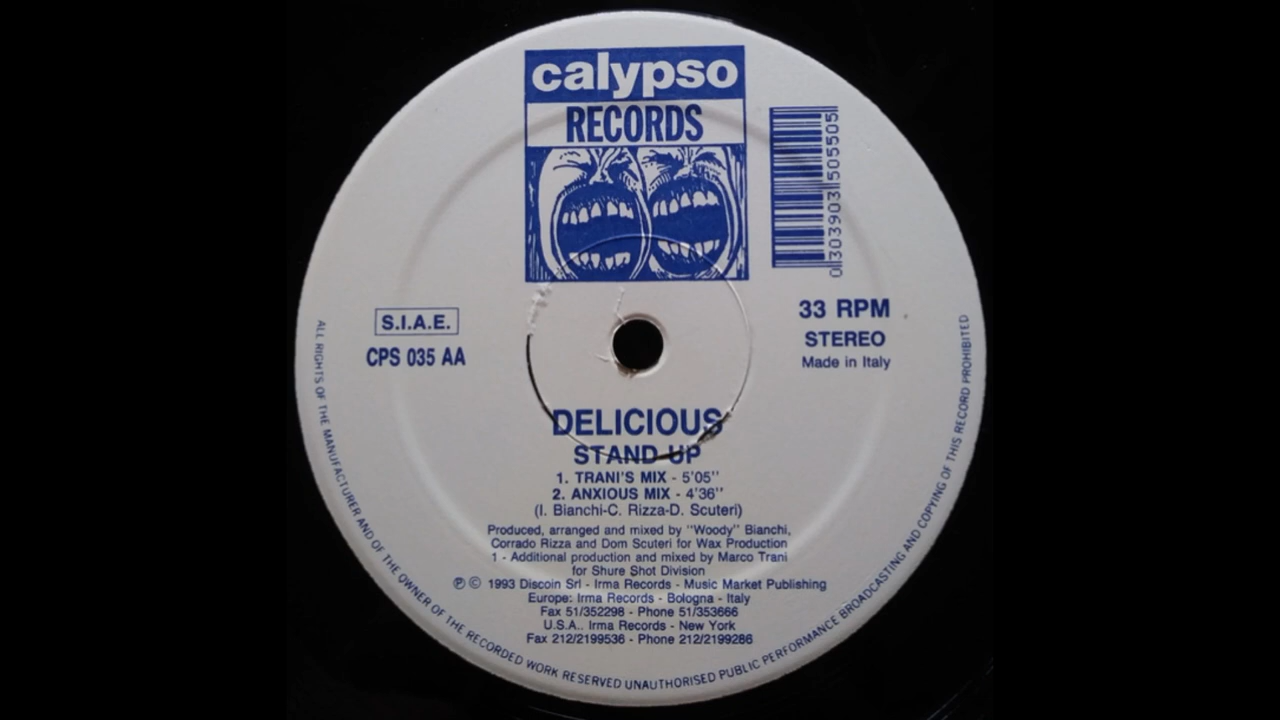 calypso
RECORDS
0303903505505
S.I.A.E.
CPS 035 AA
33 RPM
STEREO
Made in Italy
DELICIOUS
STAND UP
1. TRANI'S MIX - 5'05''
2. ANXIOUS MIX - 4'36''
(I. Bianchi-C. Rizza-D. Scuteri)
Produced, arranged and mixed by "Woody" Bianchi,
Corrado Rizza and Dom Scuteri for Wax Production
1 - Additional production and mixed by Marco Trani
for Shure Shot Division
℗ © 1993 Discoin Srl - Irma Records - Music Market Publishing
Europe: Irma Records - Bologna - Italy
Fax 51/352298 - Phone 51/353666
U.S.A.. Irma Records - New York
Fax 212/2199536 - Phone 212/2199286
ALL RIGHTS OF THE MANUFACTURER AND OF THE OWNER OF THE RECORDED WORK RESERVED UNAUTHORISED PUBLIC PERFORMANCE BROADCASTING AND COPYING OF THIS RECORD PROHIBITED